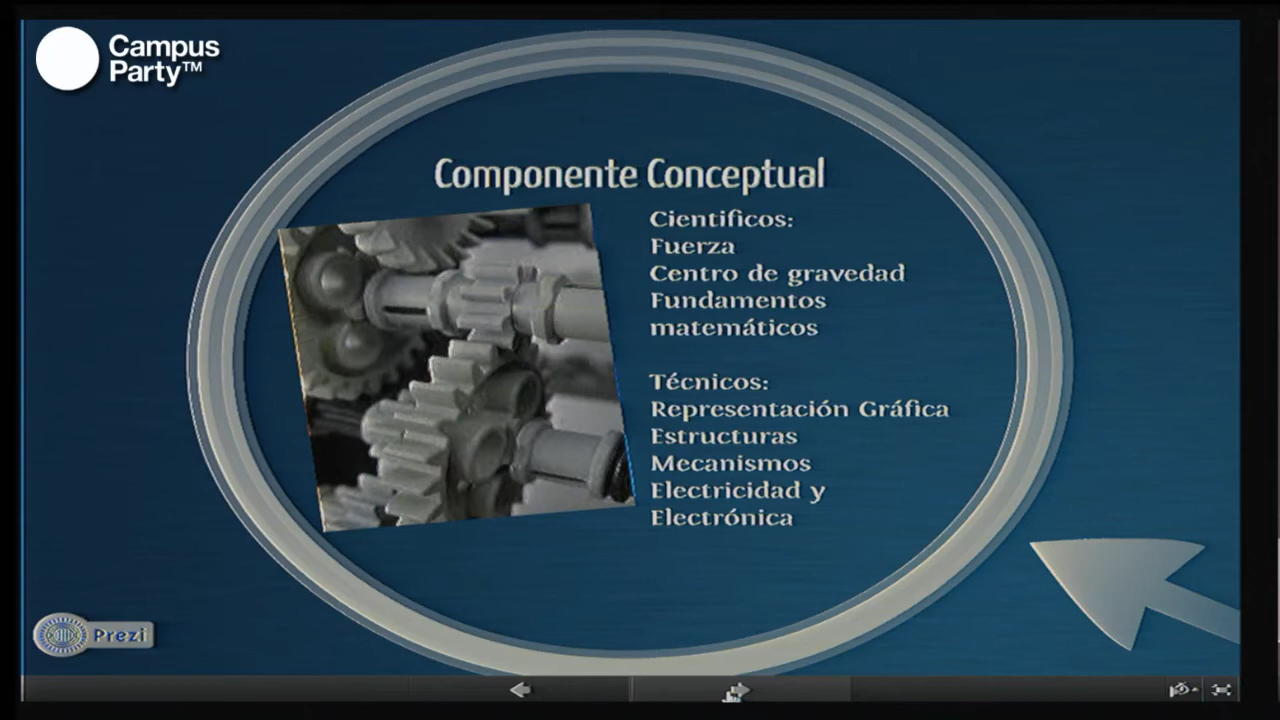 Campus
Party™
Componente Conceptual
Cientificos:
Fuerza
Centro de gravedad
Fundamentos
matemáticos
Técnicos:
Representación Gráfica
Estructuras
Mecanismos
Electricidad y
Electrónica
Prezi